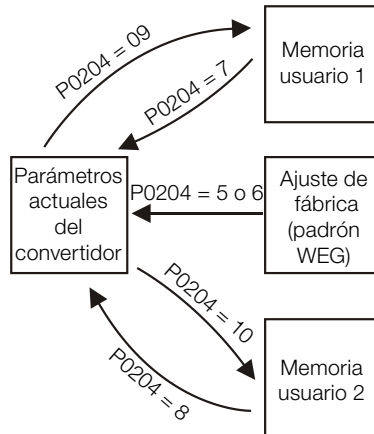 P0204 = 09
Memoria
usuario 1
P0204 = 7
Parámetros
actuales
del
convertidor
P0204 = 5 o 6
Ajuste de
fábrica
(padrón
WEG)
P0204 = 10
P0204 = 8
Memoria
usuario 2